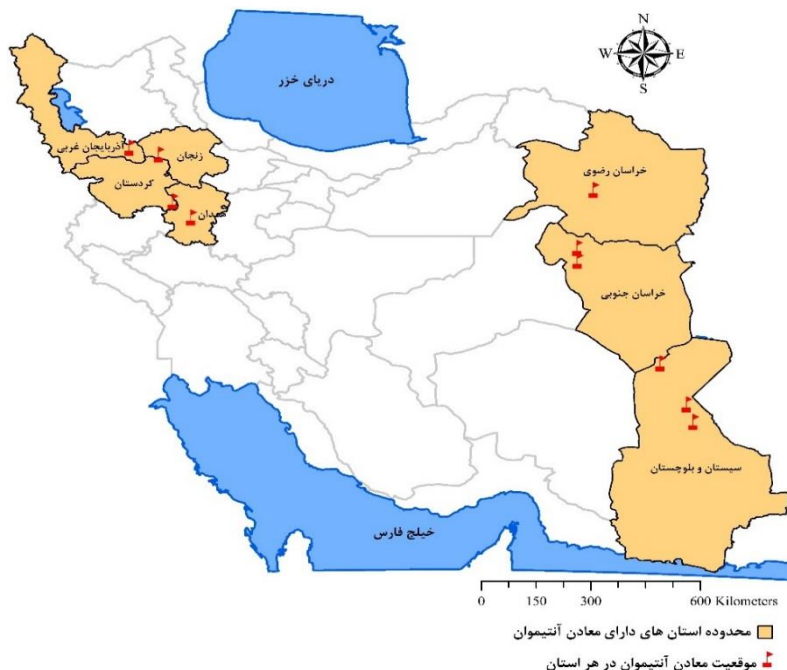 N
W E
S
دریای خزر
آذربایجان غربی
زنجان
کردستان
همدان
خراسان رضوی
خراسان جنوبی
سیستان و بلوچستان
خیلج فارس
0 150 300 600 Kilometers
محدوده استان های دارای معادن آنتیموان
موقعیت معادن آنتیموان در هر استان